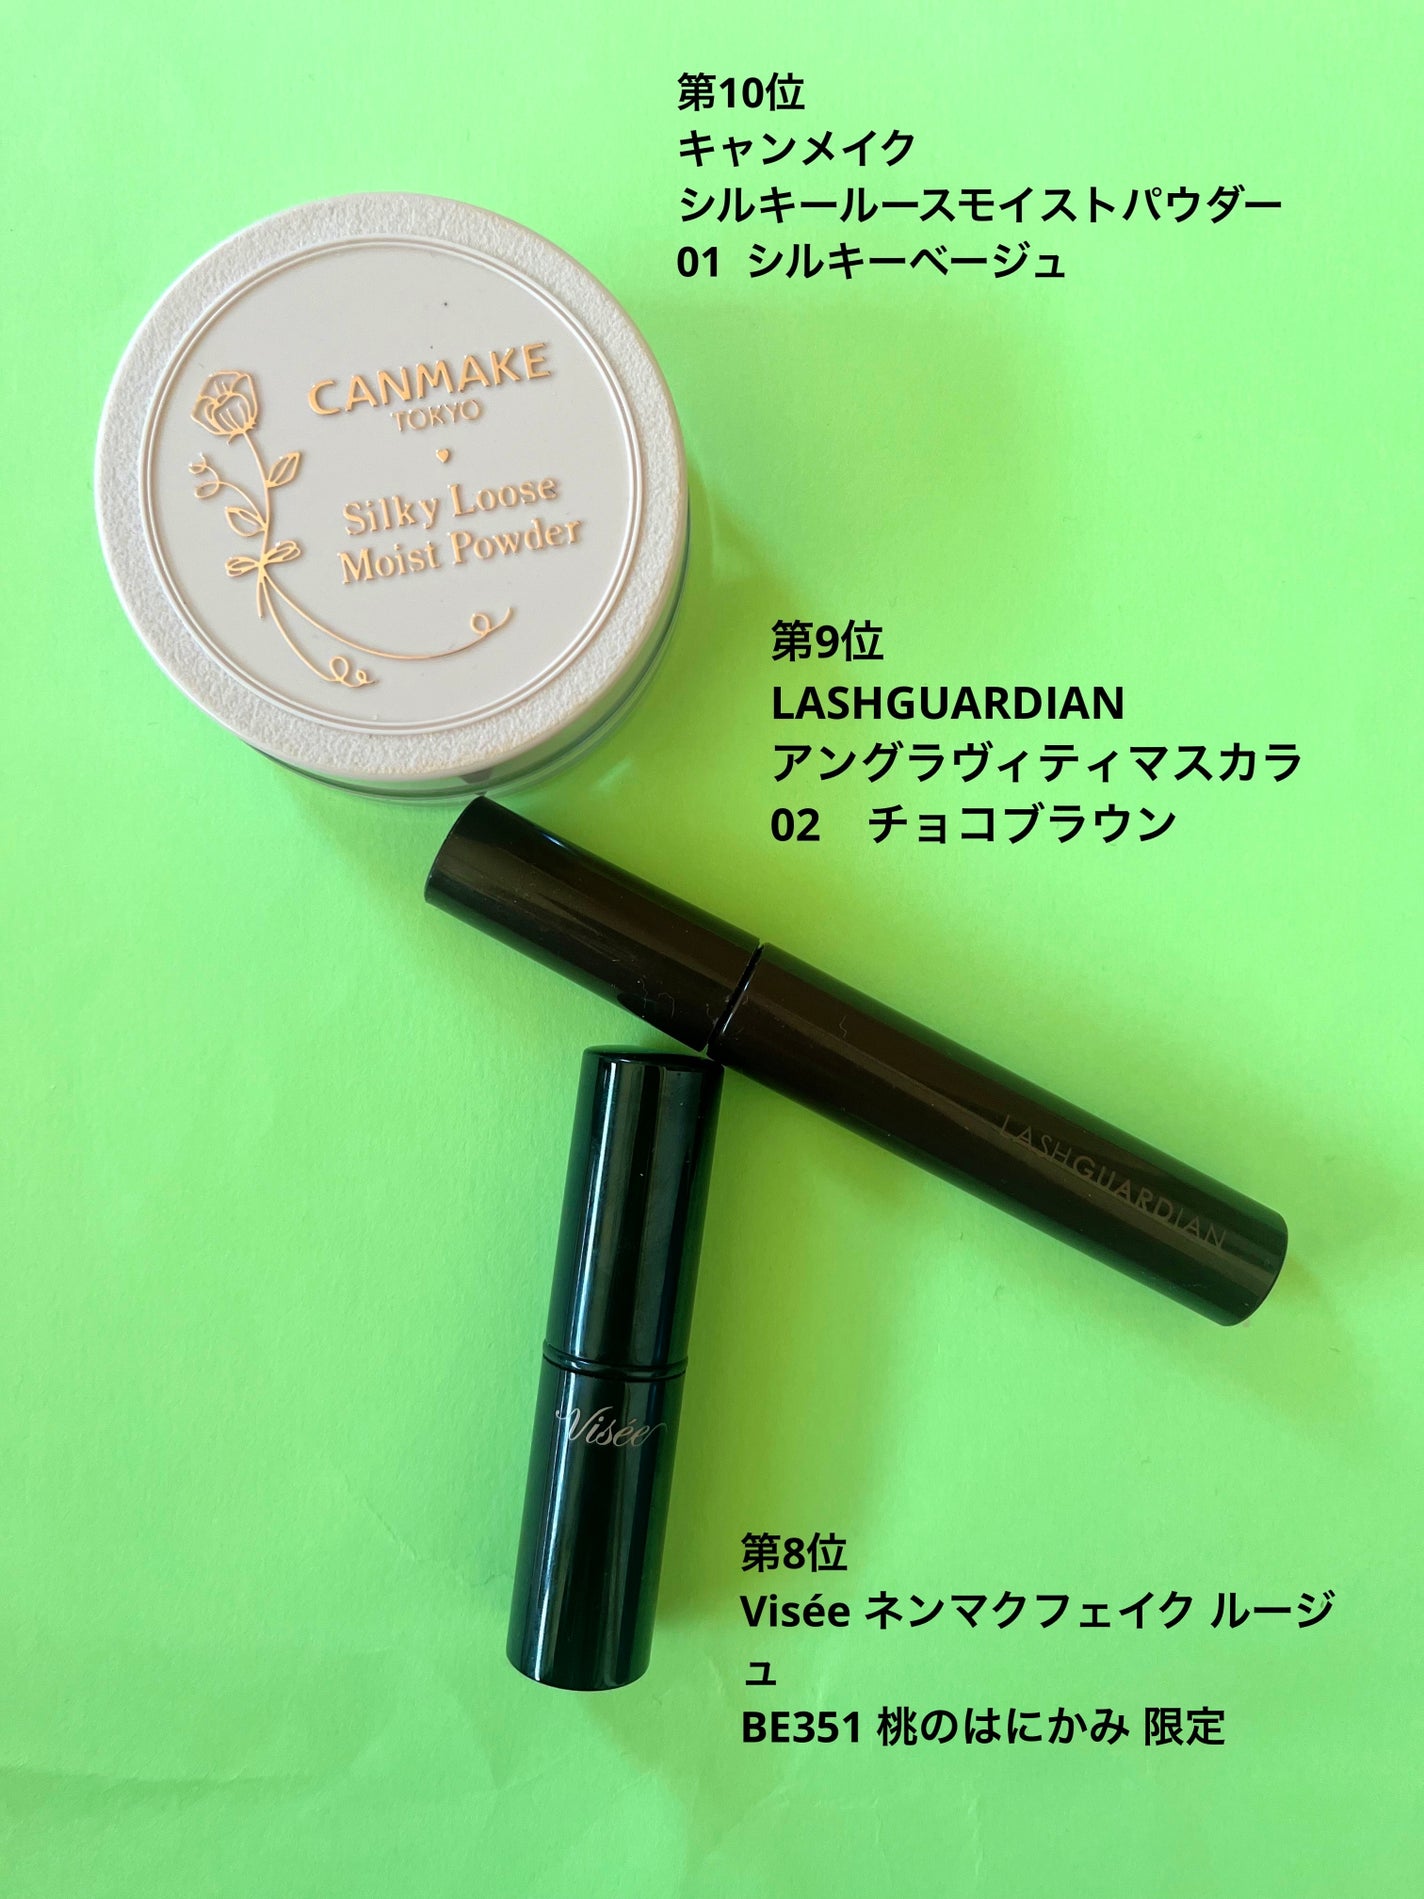 第10位
キャンメイク
シルキールースモイストパウダー
01 シルキーベージュ
CANMAKE
TOKYO
Silky Loose
Moist Powder
第9位
LASHGUARDIAN
アングラヴィティマスカラ
02　チョコブラウン
LASHGUARDIAN
Visée
第8位
Visée ネンマクフェイク ルージ
ュ
BE351 桃のはにかみ 限定